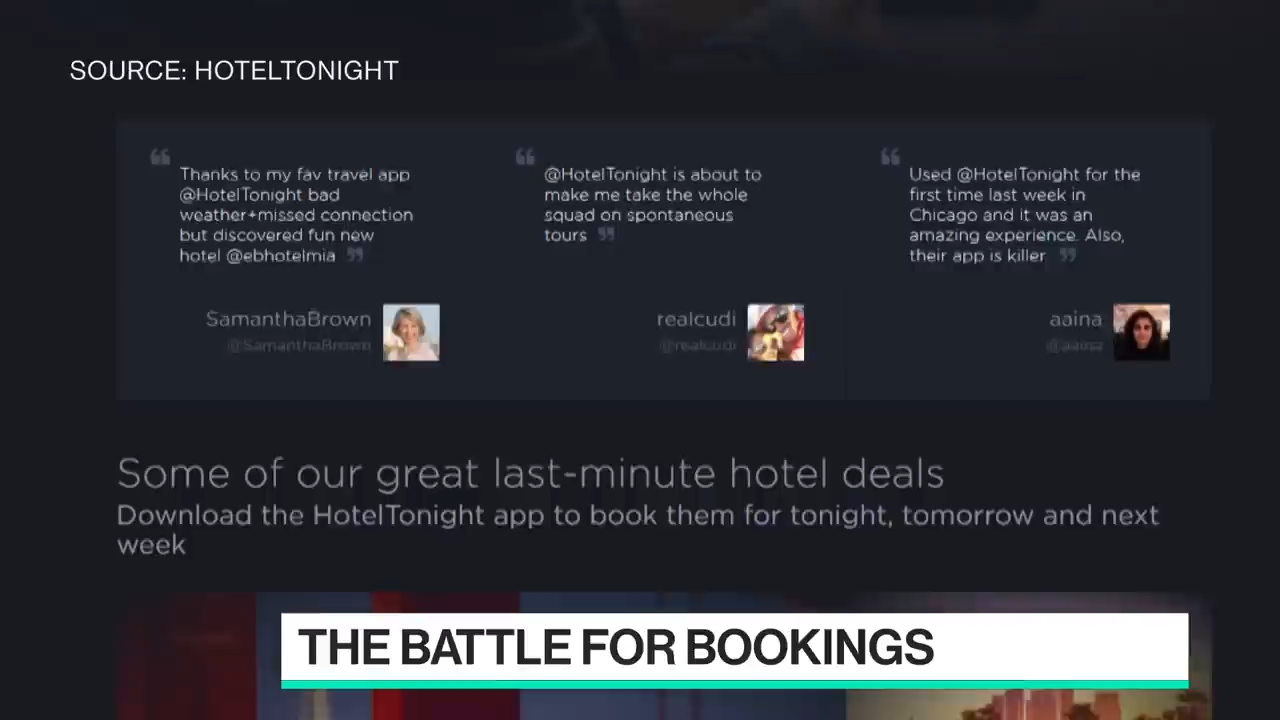 SOURCE: HOTELTONIGHT
“
Thanks to my fav travel app
@HotelTonight bad
weather+missed connection
but discovered fun new
hotel @ebhotelmia ”
SamanthaBrown
@SamanthaBrown
“
@HotelTonight is about to
make me take the whole
squad on spontaneous
tours ”
realcudi
@realcudi
“
Used @HotelTonight for the
first time last week in
Chicago and it was an
amazing experience. Also,
their app is killer ”
aaina
@aaina
Some of our great last-minute hotel deals
Download the HotelTonight app to book them for tonight, tomorrow and next
week
THE BATTLE FOR BOOKINGS